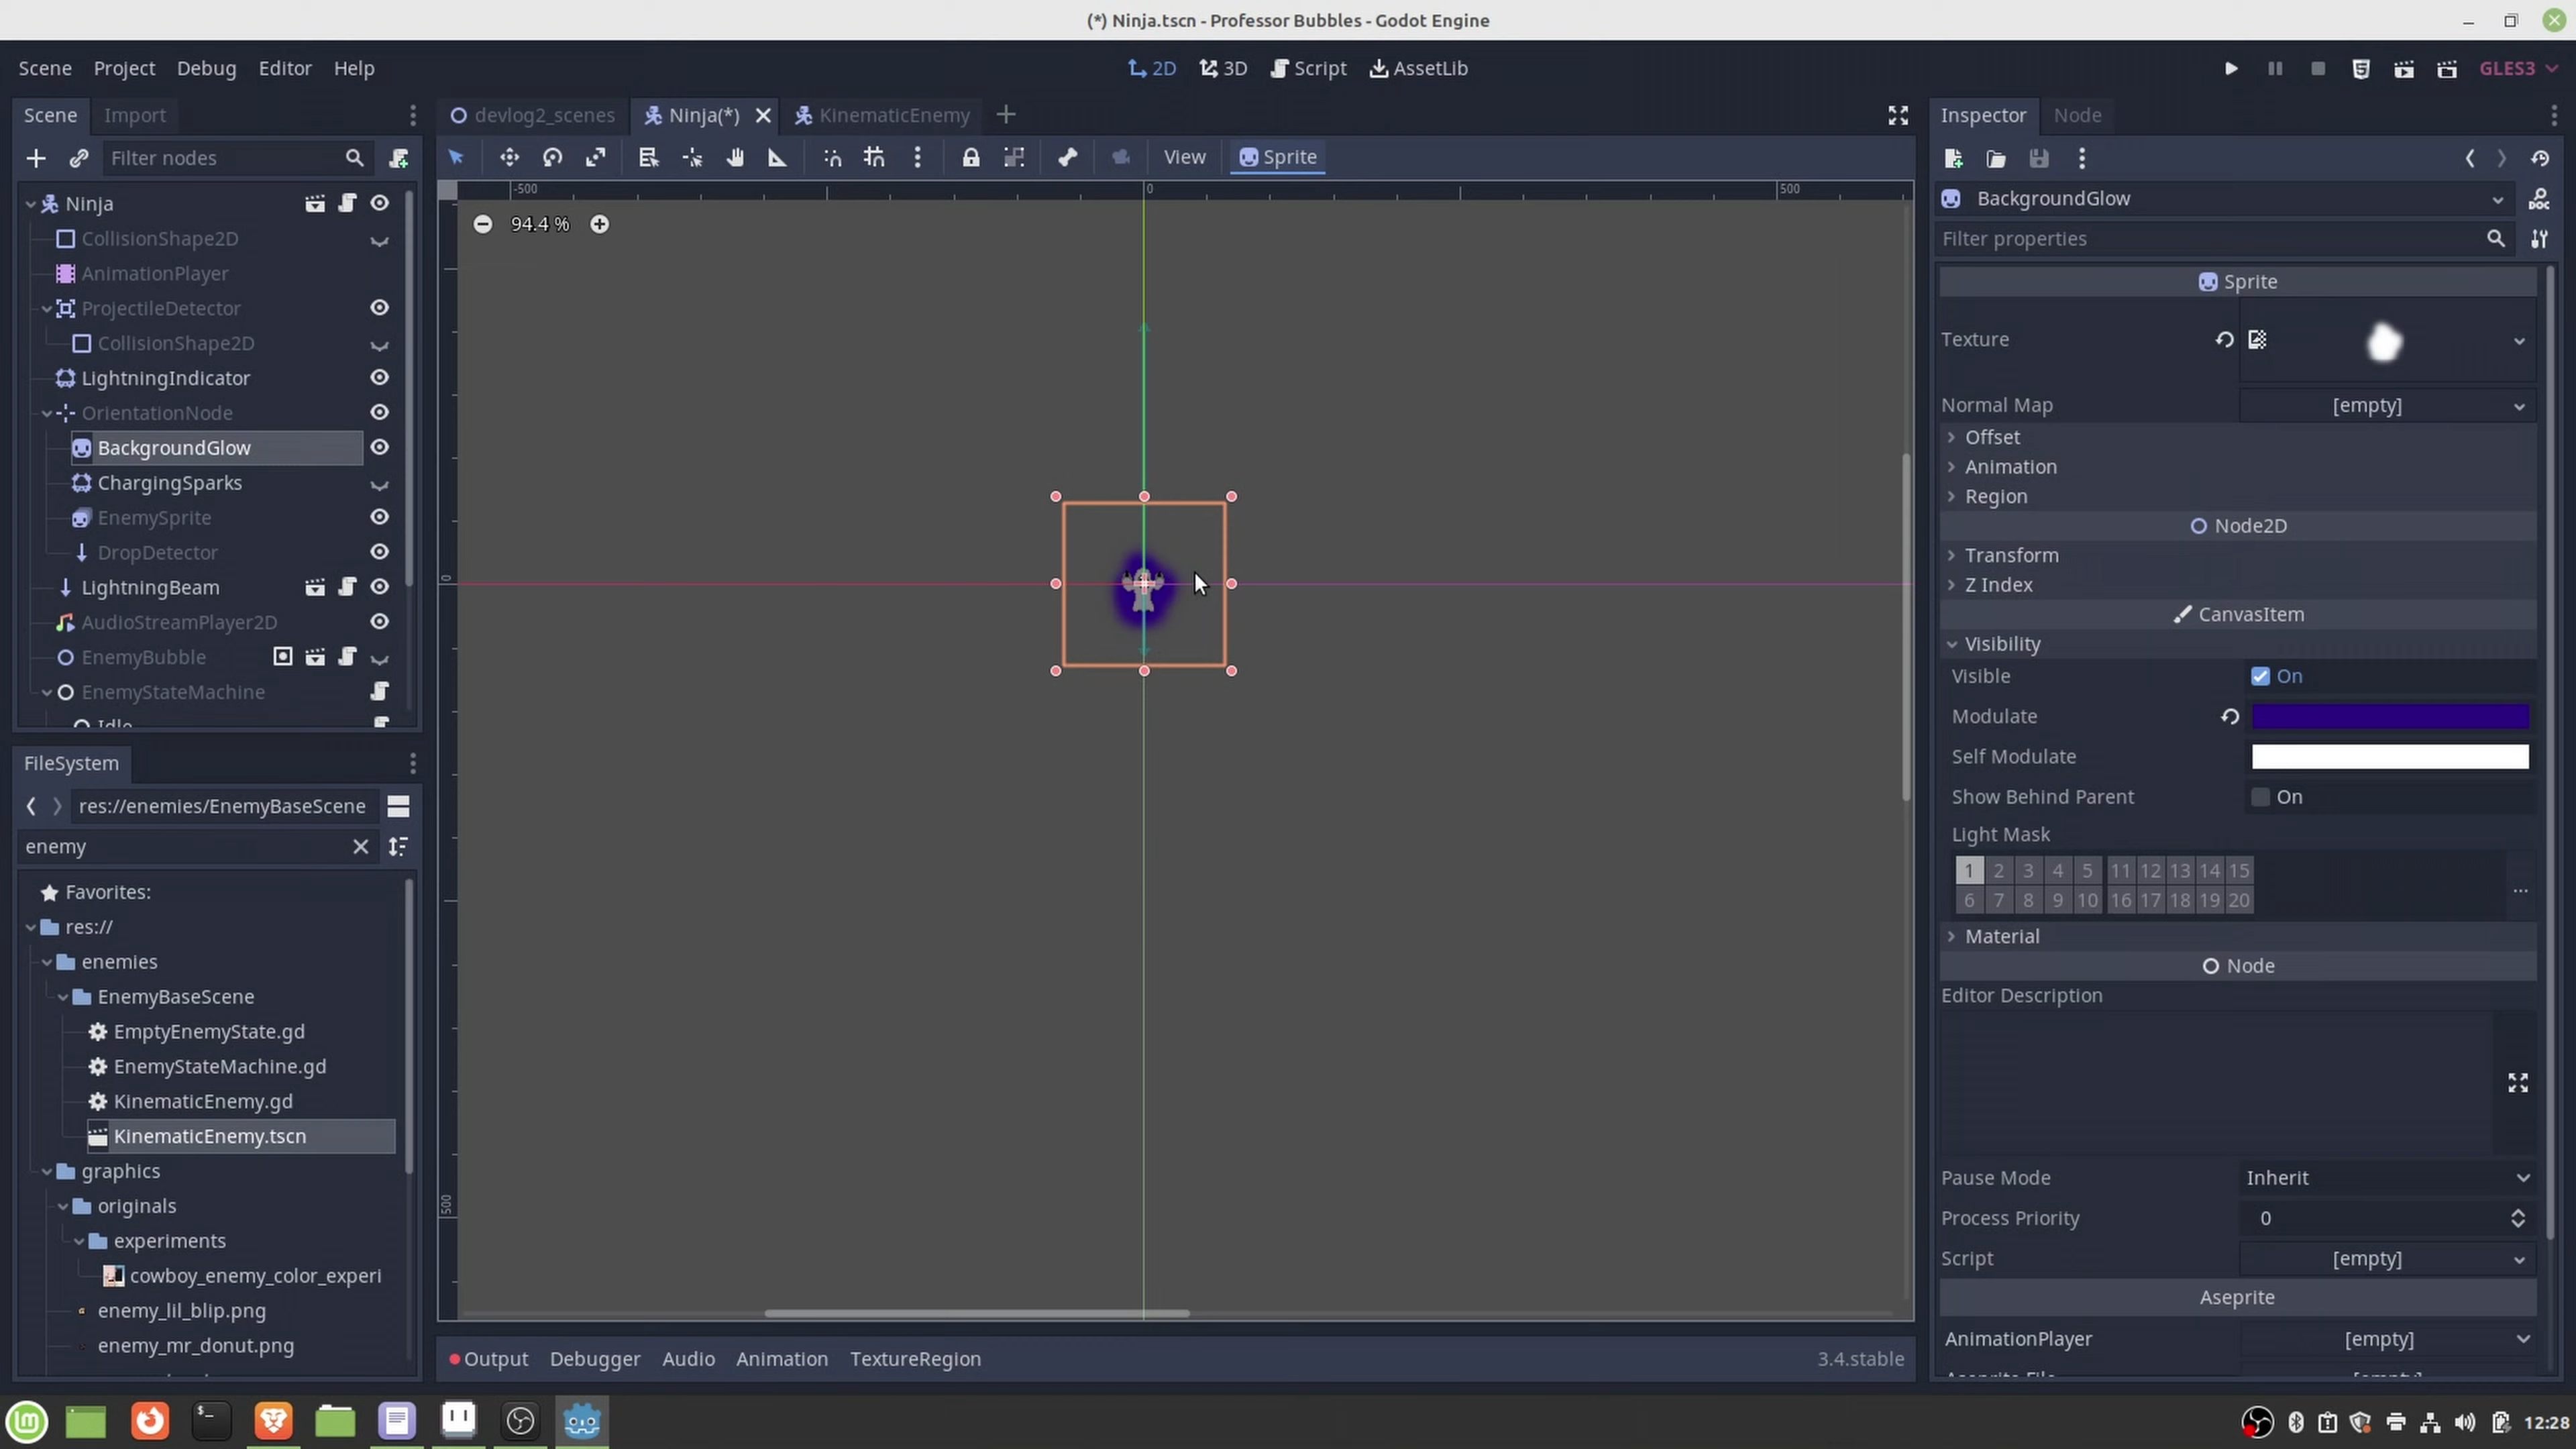 (*) Ninja.tscn - Professor Bubbles - Godot Engine
Scene Project Debug Editor Help
2D 3D Script AssetLib
GLES3
Scene Import
devlog2_scenes Ninja(*) KinematicEnemy
Inspector Node
Filter nodes
View Sprite
-500 0 500
94.4 %
Ninja
CollisionShape2D
AnimationPlayer
ProjectileDetector
CollisionShape2D
LightningIndicator
OrientationNode
BackgroundGlow
ChargingSparks
EnemySprite
DropDetector
LightningBeam
AudioStreamPlayer2D
EnemyBubble
EnemyStateMachine
Idle
0
500
FileSystem
res://enemies/EnemyBaseScene
enemy
Favorites:
res://
enemies
EnemyBaseScene
EmptyEnemyState.gd
EnemyStateMachine.gd
KinematicEnemy.gd
KinematicEnemy.tscn
graphics
originals
experiments
cowboy_enemy_color_experi
enemy_lil_blip.png
enemy_mr_donut.png
Output Debugger Audio Animation TextureRegion
3.4.stable
BackgroundGlow
DOC
Filter properties
Sprite
Texture
Normal Map [empty]
Offset
Animation
Region
Node2D
Transform
Z Index
CanvasItem
Visibility
Visible On
Modulate
Self Modulate
Show Behind Parent On
Light Mask
1 2 3 4 5 11 12 13 14 15
6 7 8 9 10 16 17 18 19 20
...
Material
Node
Editor Description
Pause Mode Inherit
Process Priority 0
Script [empty]
Aseprite
AnimationPlayer [empty]
Aseprite File [empty]
12:28